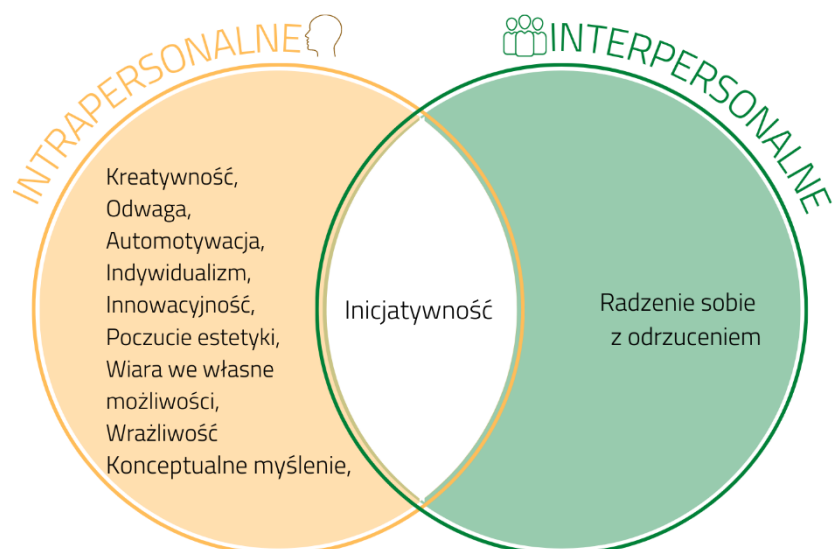 INTRAPERSONALNE
INTERPERSONALNE
Kreatywność,
Odwaga,
Automotywacja,
Indywidualizm,
Innowacyjność,
Poczucie estetyki,
Wiara we własne
możliwości,
Wrażliwość
Konceptualne myślenie,
Inicjatywność
Radzenie sobie
z odrzuceniem